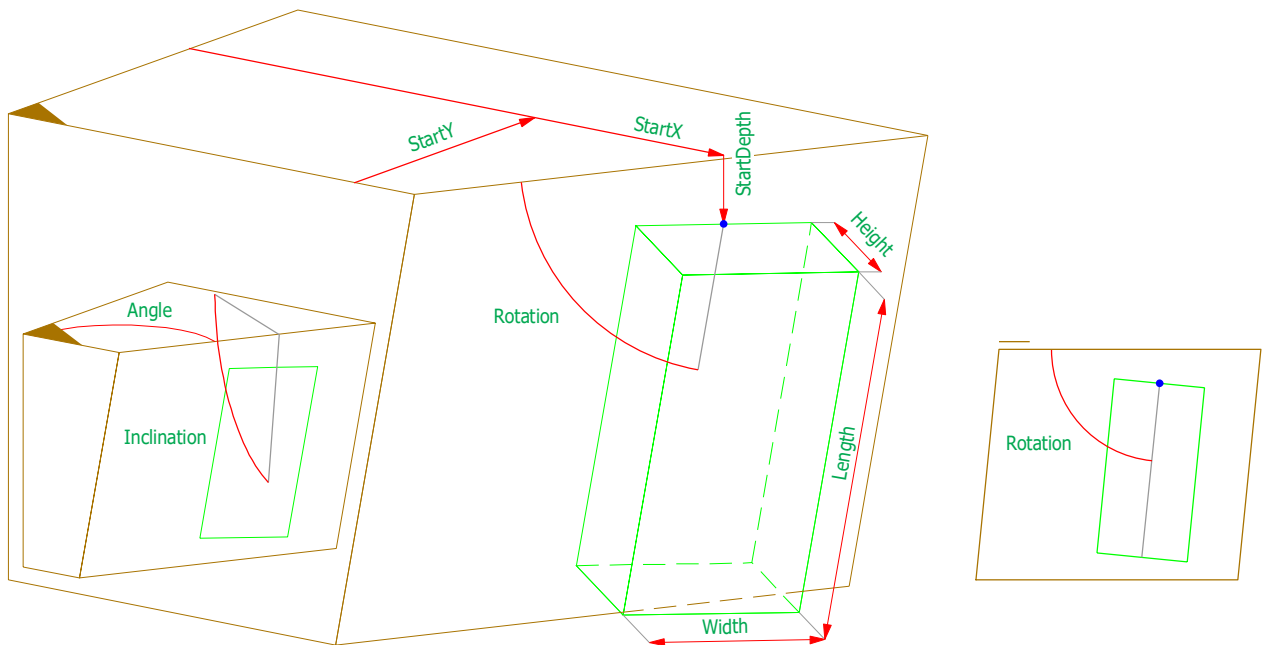 StartY
StartX
StartDepth
Height
Angle
Rotation
Inclination
Length
Width
Rotation